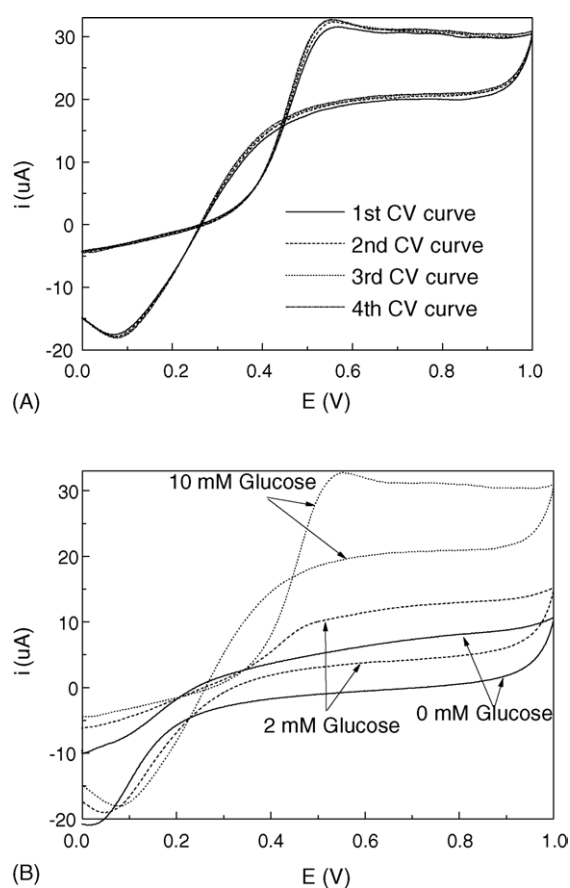 30
20
10
0
-10
-20
i (uA)
1st CV curve
2nd CV curve
3rd CV curve
4th CV curve
0.0 0.2 0.4 0.6 0.8 1.0
(A) E (V)
30
20
10
0
-10
-20
i (uA)
10 mM Glucose
2 mM Glucose
0 mM Glucose
0.0 0.2 0.4 0.6 0.8 1.0
(B) E (V)